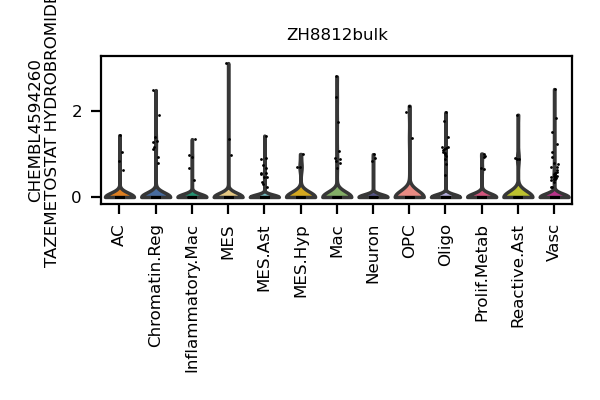 ZH8812bulk
CHEMBL4594260
TAZEMETOSTAT HYDROBROMIDE
2
0
AC
Chromatin.Reg
Inflammatory.Mac
MES
MES.Ast
MES.Hyp
Mac
Neuron
OPC
Oligo
Prolif.Metab
Reactive.Ast
Vasc